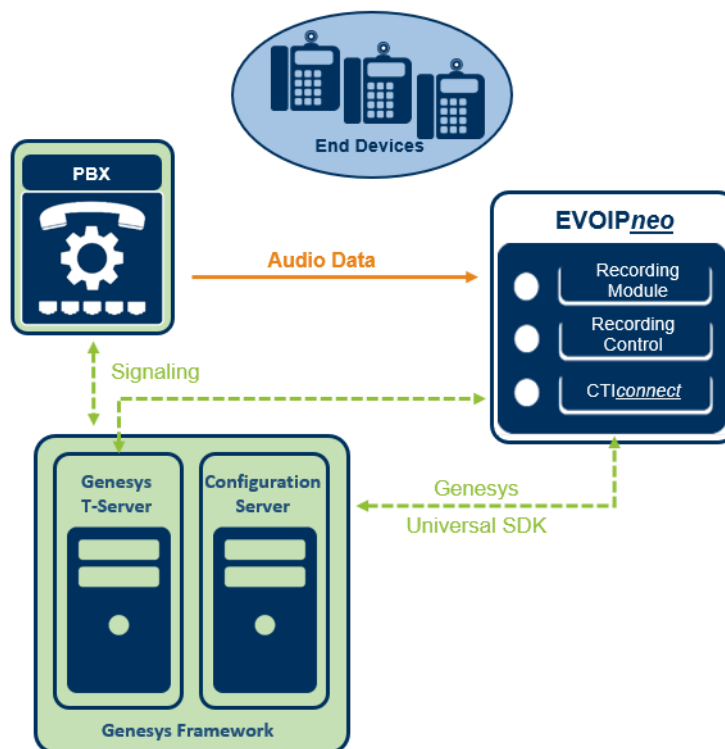 End Devices
PBX
EVOIPneo
Audio Data
Recording
Module
Recording
Control
CTIconnect
Signaling
Genesys
T-Server
Configuration
Server
Genesys
Universal SDK
Genesys Framework